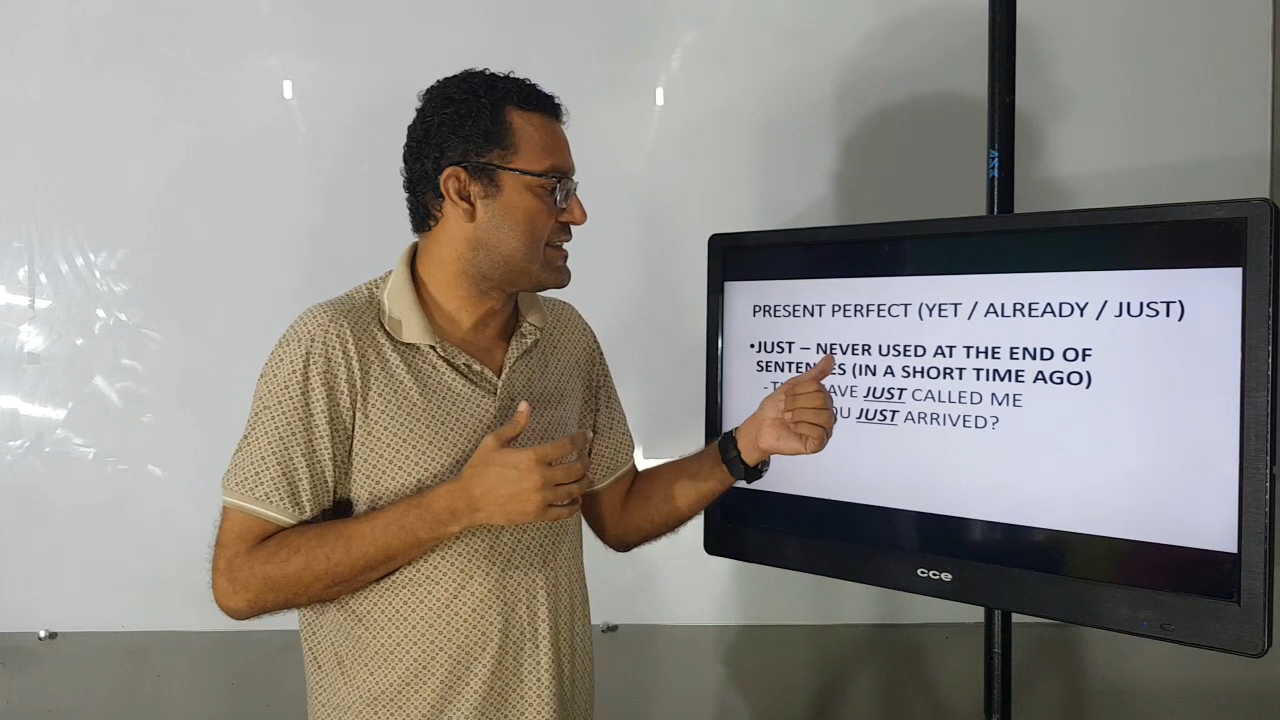 PRESENT PERFECT (YET / ALREADY / JUST)
•JUST – NEVER USED AT THE END OF
SENTENCES (IN A SHORT TIME AGO)
- JUST CALLED ME
JUST ARRIVED?
cce